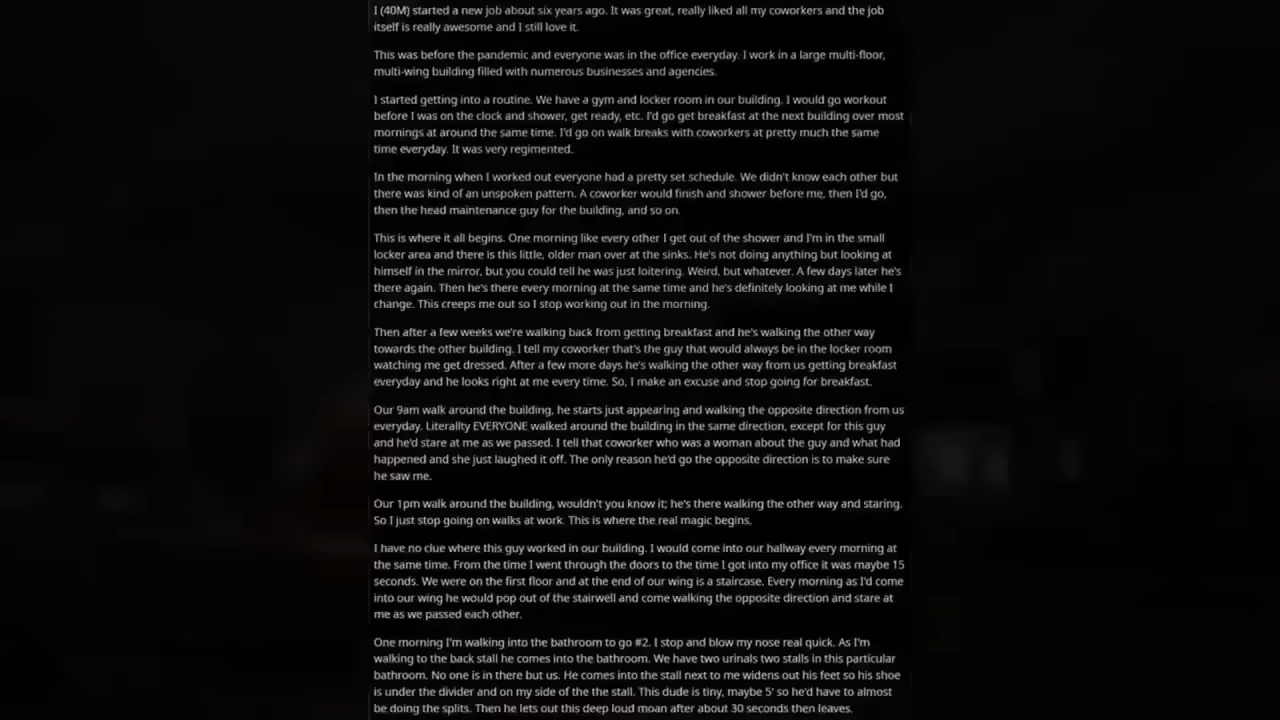 I (40M) started a new job about six years ago. It was great, really liked all my coworkers and the job
itself is really awesome and I still love it.
This was before the pandemic and everyone was in the office everyday. I work in a large multi-floor,
multi-wing building filled with numerous businesses and agencies.
I started getting into a routine. We have a gym and locker room in our building. I would go workout
before I was on the clock and shower, get ready, etc. I'd go get breakfast at the next building over most
mornings at around the same time. I'd go on walk breaks with coworkers at pretty much the same
time everyday. It was very regimented.
In the morning when I worked out everyone had a pretty set schedule. We didn't know each other but
there was kind of an unspoken pattern. A coworker would finish and shower before me, then I'd go,
then the head maintenance guy for the building, and so on.
This is where it all begins. One morning like every other I get out of the shower and I'm in the small
locker area and there is this little, older man over at the sinks. He's not doing anything but looking at
himself in the mirror, but you could tell he was just loitering. Weird, but whatever. A few days later he's
there again. Then he's there every morning at the same time and he's definitely looking at me while I
change. This creeps me out so I stop working out in the morning.
Then after a few weeks we're walking back from getting breakfast and he's walking the other way
towards the other building. I tell my coworker that's the guy that would always be in the locker room
watching me get dressed. After a few more days he's walking the other way from us getting breakfast
everyday and he looks right at me every time. So, I make an excuse and stop going for breakfast.
Our 9am walk around the building, he starts just appearing and walking the opposite direction from us
everyday. Literallty EVERYONE walked around the building in the same direction, except for this guy
and he'd stare at me as we passed. I tell that coworker who was a woman about the guy and what had
happened and she just laughed it off. The only reason he'd go the opposite direction is to make sure
he saw me.
Our 1pm walk around the building, wouldn't you know it; he's there walking the other way and staring.
So I just stop going on walks at work. This is where the real magic begins.
I have no clue where this guy worked in our building. I would come into our hallway every morning at
the same time. From the time I went through the doors to the time I got into my office it was maybe 15
seconds. We were on the first floor and at the end of our wing is a staircase. Every morning as I'd come
into our wing he would pop out of the stairwell and come walking the opposite direction and stare at
me as we passed each other.
One morning I'm walking into the bathroom to go #2. I stop and blow my nose real quick. As I'm
walking to the back stall he comes into the bathroom. We have two urinals two stalls in this particular
bathroom. No one is in there but us. He comes into the stall next to me widens out his feet so his shoe
is under the divider and on my side of the the stall. This dude is tiny, maybe 5' so he'd have to almost
be doing the splits. Then he lets out this deep loud moan after about 30 seconds then leaves.